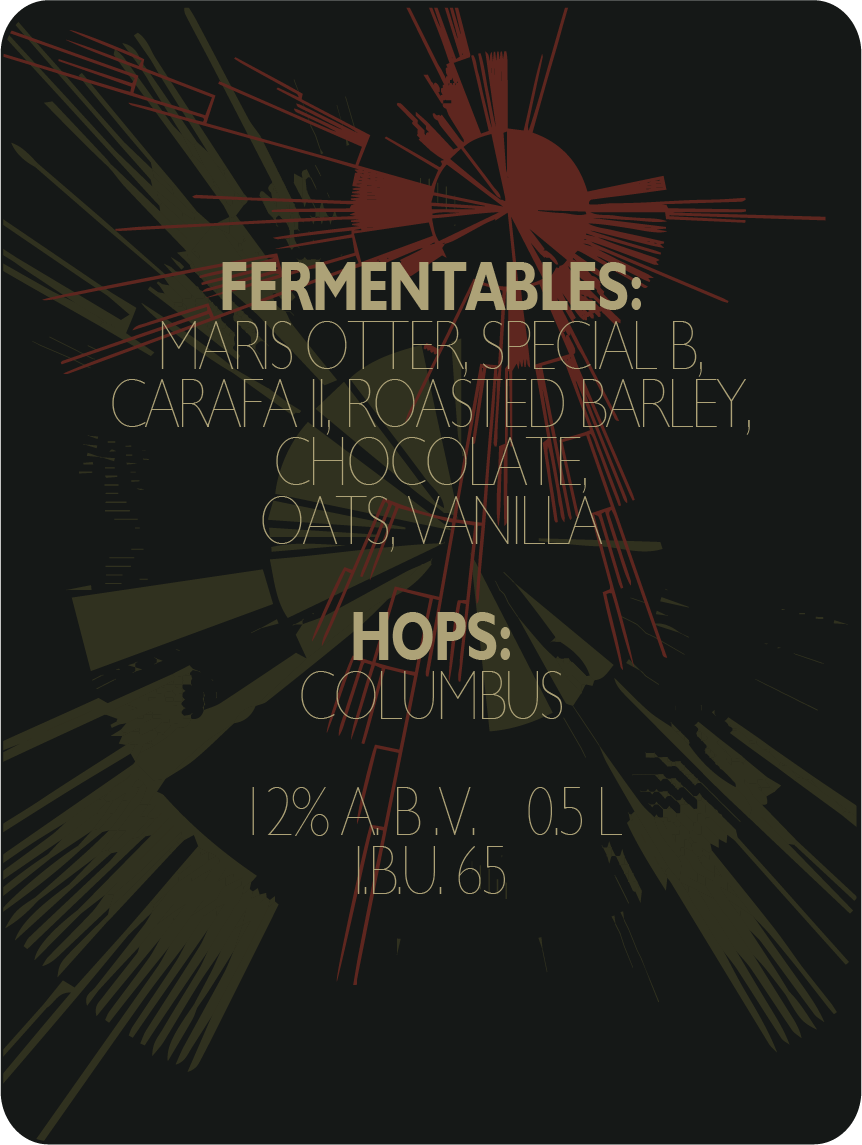 FERMENTABLES:
MARIS OTTER, SPECIAL B,
CARAFA II, ROASTED BARLEY,
CHOCOLATE,
OATS, VANILLA
HOPS:
COLUMBUS
12% A.B.V. 0.5 L
I.B.U. 65